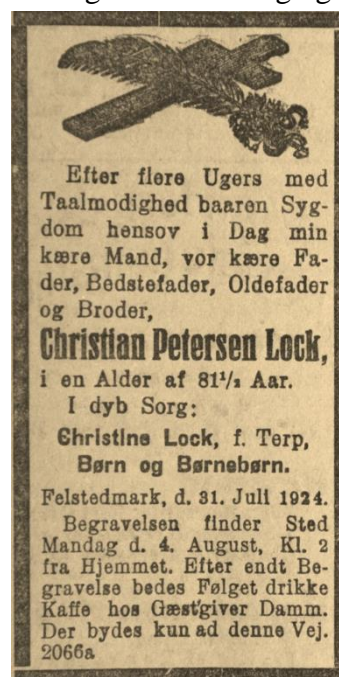 Efter flere Ugers med
Taalmodighed baaren Syg-
dom hensov i Dag min
kære Mand, vor kære Fa-
der, Bedstefader, Oldefader
og Broder,
Christian Petersen Lock,
i en Alder af 81½ Aar.
I dyb Sorg:
Christine Lock, f. Terp,
Børn og Børnebørn.
Felstedmark, d. 31. Juli 1924.
Begravelsen finder Sted
Mandag d. 4. August, Kl. 2
fra Hjemmet. Efter endt Be-
gravelse bedes Følget drikke
Kaffe hos Gæstgiver Damm.
Der bydes kun ad denne Vej.
2066a